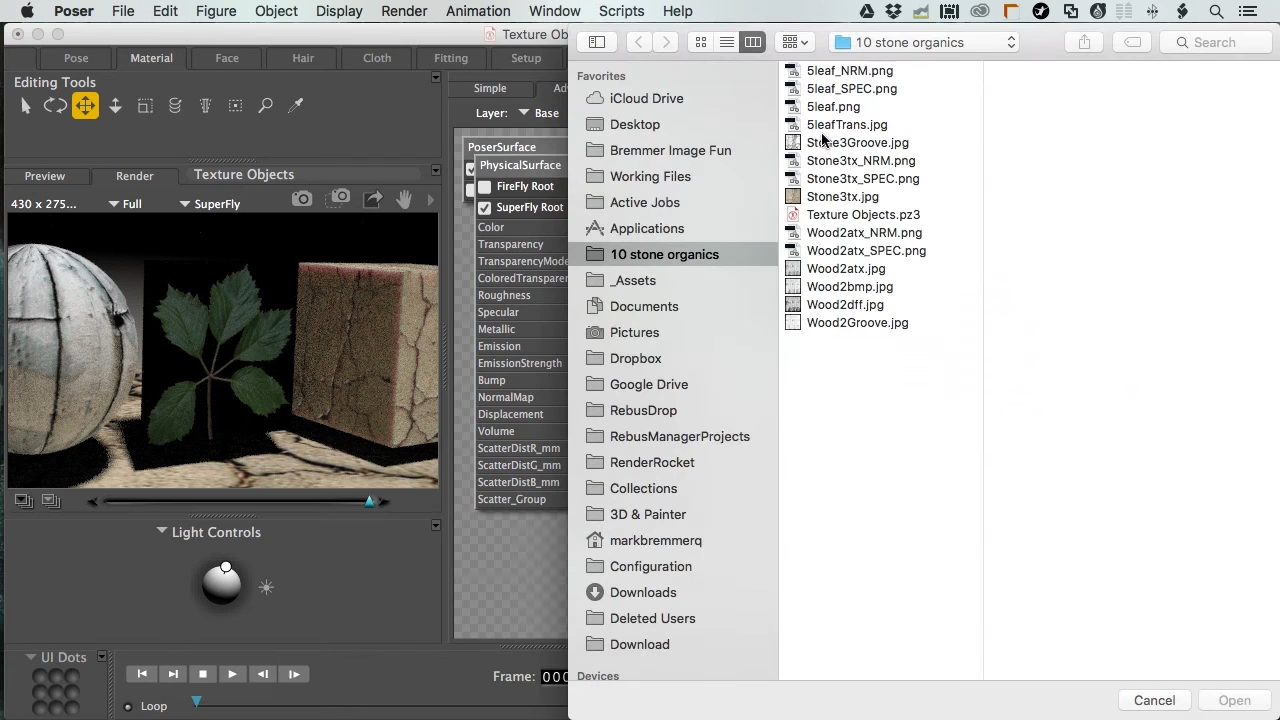 Poser File Edit Figure Object Display Render Animation Window Scripts Help
Texture Ob
Pose Material Face Hair Cloth Fitting Setup
Editing Tools
Preview Render Texture Objects
430 x 275... Full SuperFly
Light Controls
UI Dots
Loop
Frame: 000
Simple Ad
Layer: Base
PoserSurface
PhysicalSurface
FireFly Root
SuperFly Root
Color
Transparency
TransparencyMode
ColoredTransparen
Roughness
Specular
Metallic
Emission
EmissionStrength
Bump
NormalMap
Displacement
Volume
ScatterDistR_mm
ScatterDistG_mm
ScatterDistB_mm
Scatter_Group
10 stone organics
Search
Favorites
iCloud Drive
Desktop
Bremmer Image Fun
Working Files
Active Jobs
Applications
10 stone organics
_Assets
Documents
Pictures
Dropbox
Google Drive
RebusDrop
RebusManagerProjects
RenderRocket
Collections
3D & Painter
markbremmerq
Configuration
Downloads
Deleted Users
Download
Devices
5leaf_NRM.png
5leaf_SPEC.png
5leaf.png
5leafTrans.jpg
Stone3Groove.jpg
Stone3tx_NRM.png
Stone3tx_SPEC.png
Stone3tx.jpg
Texture Objects.pz3
Wood2atx_NRM.png
Wood2atx_SPEC.png
Wood2atx.jpg
Wood2bmp.jpg
Wood2dff.jpg
Wood2Groove.jpg
Cancel Open